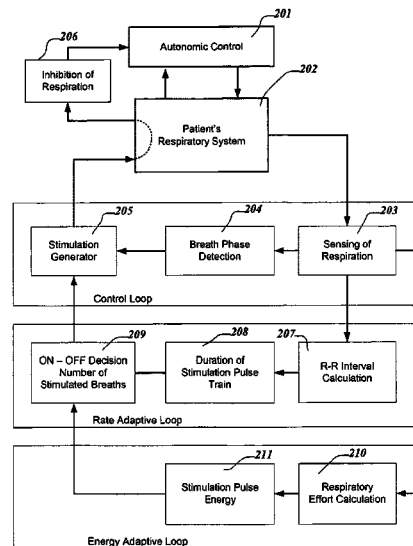 201
206
Autonomic Control
202
Inhibition of
Respiration
Patient's
Respiratory System
205
204
203
Stimulation
Generator
Breath Phase
Detection
Sensing of
Respiration
Control Loop
209
208
207
ON – OFF Decision
Number of
Stimulated Breaths
Duration of
Stimulation Pulse
Train
R-R Interval
Calculation
Rate Adaptive Loop
211
210
Stimulation Pulse
Energy
Respiratory
Effort Calculation
Energy Adaptive Loop